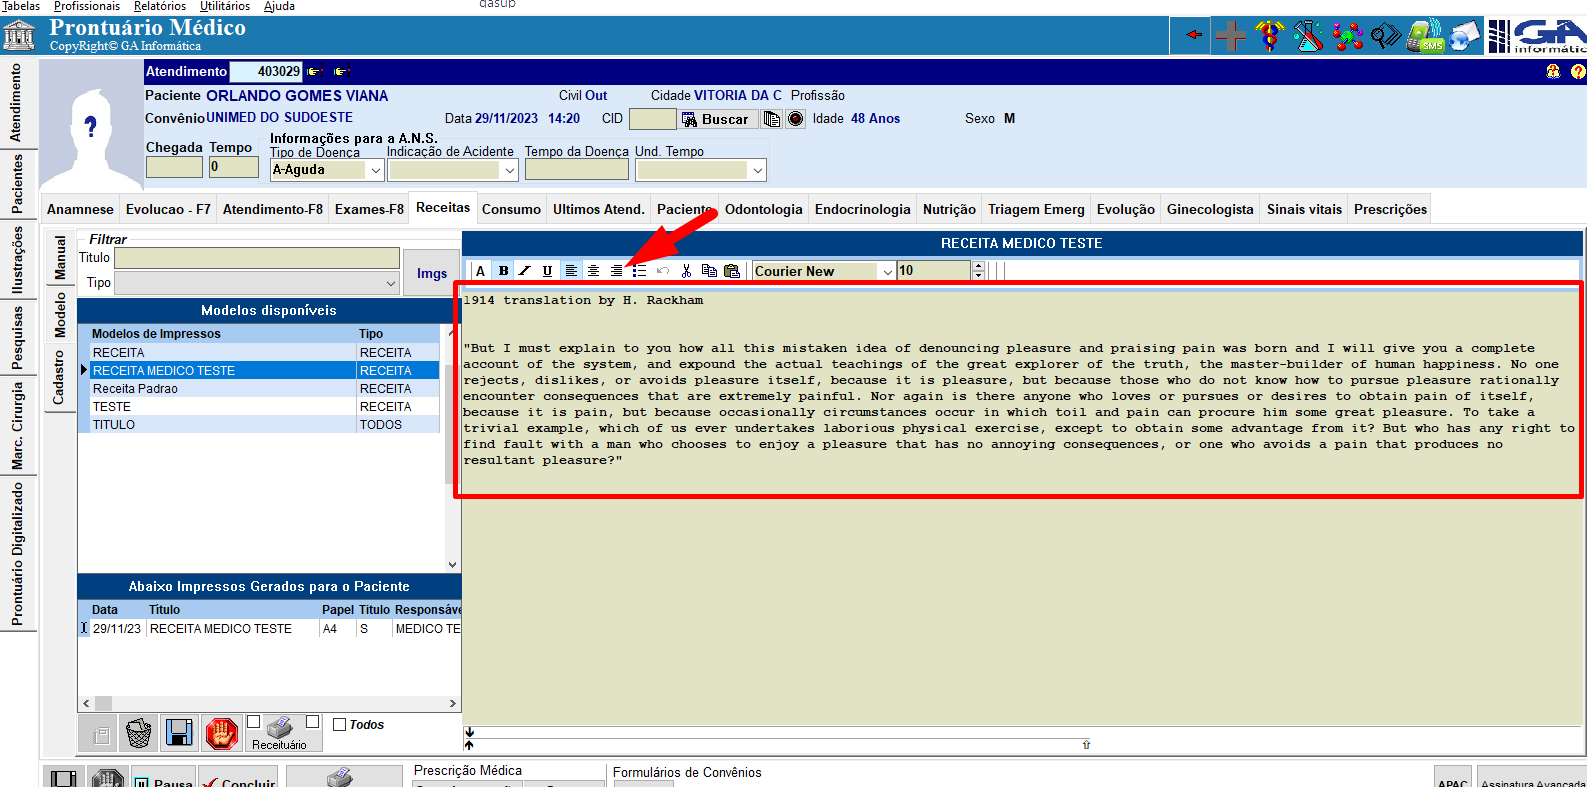 Tabelas Profissionais Relatórios Utilitários Ajuda
Prontuário Médico
CopyRight© GA Informática
SMS
GA
Atendimento 403029
Paciente ORLANDO GOMES VIANA Civil Out Cidade VITORIA DA C Profissão
Convênio UNIMED DO SUDOESTE Data 29/11/2023 14:20 CID Buscar Idade 48 Anos Sexo M
Informações para a A.N.S.
Chegada Tempo Tipo de Doença Indicação de Acidente Tempo da Doença Und. Tempo
0 A-Aguda
Anamnese Evolucao - F7 Atendimento-F8 Exames-F8 Receitas Consumo Ultimos Atend. Paciente Odontologia Endocrinologia Nutrição Triagem Emerg Evolução Ginecologista Sinais vitais Prescrições
Atendimento
Pacientes
Ilustrações
Pesquisas
Marc. Cirurgia
Prontuário Digitalizado
Manual
Modelo
Cadastro
Filtrar
Titulo
Tipo
Imgs
Modelos disponíveis
Modelos de Impressos Tipo
RECEITA RECEITA
RECEITA MEDICO TESTE RECEITA
Receita Padrao RECEITA
TESTE RECEITA
TITULO TODOS
Abaixo Impressos Gerados para o Paciente
Data Título Papel Titulo Responsáve
29/11/23 RECEITA MEDICO TESTE A4 S MEDICO TE
Receituário
Todos
RECEITA MEDICO TESTE
A B I U Courier New 10
1914 translation by H. Rackham
"But I must explain to you how all this mistaken idea of denouncing pleasure and praising pain was born and I will give you a complete
account of the system, and expound the actual teachings of the great explorer of the truth, the master-builder of human happiness. No one
rejects, dislikes, or avoids pleasure itself, because it is pleasure, but because those who do not know how to pursue pleasure rationally
encounter consequences that are extremely painful. Nor again is there anyone who loves or pursues or desires to obtain pain of itself,
because it is pain, but because occasionally circumstances occur in which toil and pain can procure him some great pleasure. To take a
trivial example, which of us ever undertakes laborious physical exercise, except to obtain some advantage from it? But who has any right to
find fault with a man who chooses to enjoy a pleasure that has no annoying consequences, or one who avoids a pain that produces no
resultant pleasure?"
Pausa Concluir Prescrição Médica Formulários de Convênios APAC Assinatura Avançada